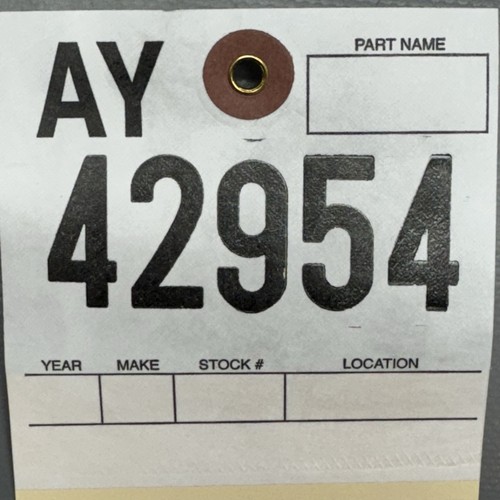 AY
PART NAME
42954
YEAR MAKE STOCK # LOCATION